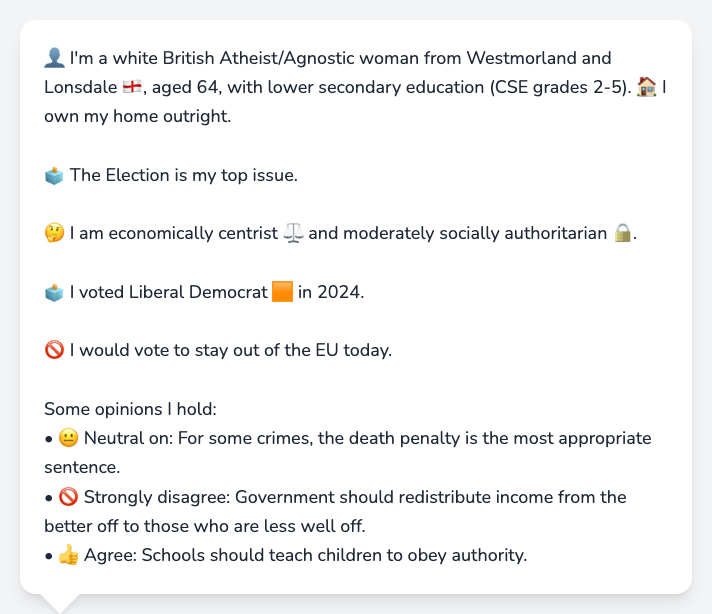 👤 I'm a white British Atheist/Agnostic woman from Westmorland and
Lonsdale 🏴󠁧󠁢󠁥󠁮󠁧󠁿, aged 64, with lower secondary education (CSE grades 2-5). 🏠 I
own my home outright.
🗳️ The Election is my top issue.
🤔 I am economically centrist ⚖️ and moderately socially authoritarian 🔒.
🗳️ I voted Liberal Democrat 🟧 in 2024.
🚫 I would vote to stay out of the EU today.
Some opinions I hold:
• 😐 Neutral on: For some crimes, the death penalty is the most appropriate
sentence.
• 🚫 Strongly disagree: Government should redistribute income from the
better off to those who are less well off.
• 👍 Agree: Schools should teach children to obey authority.